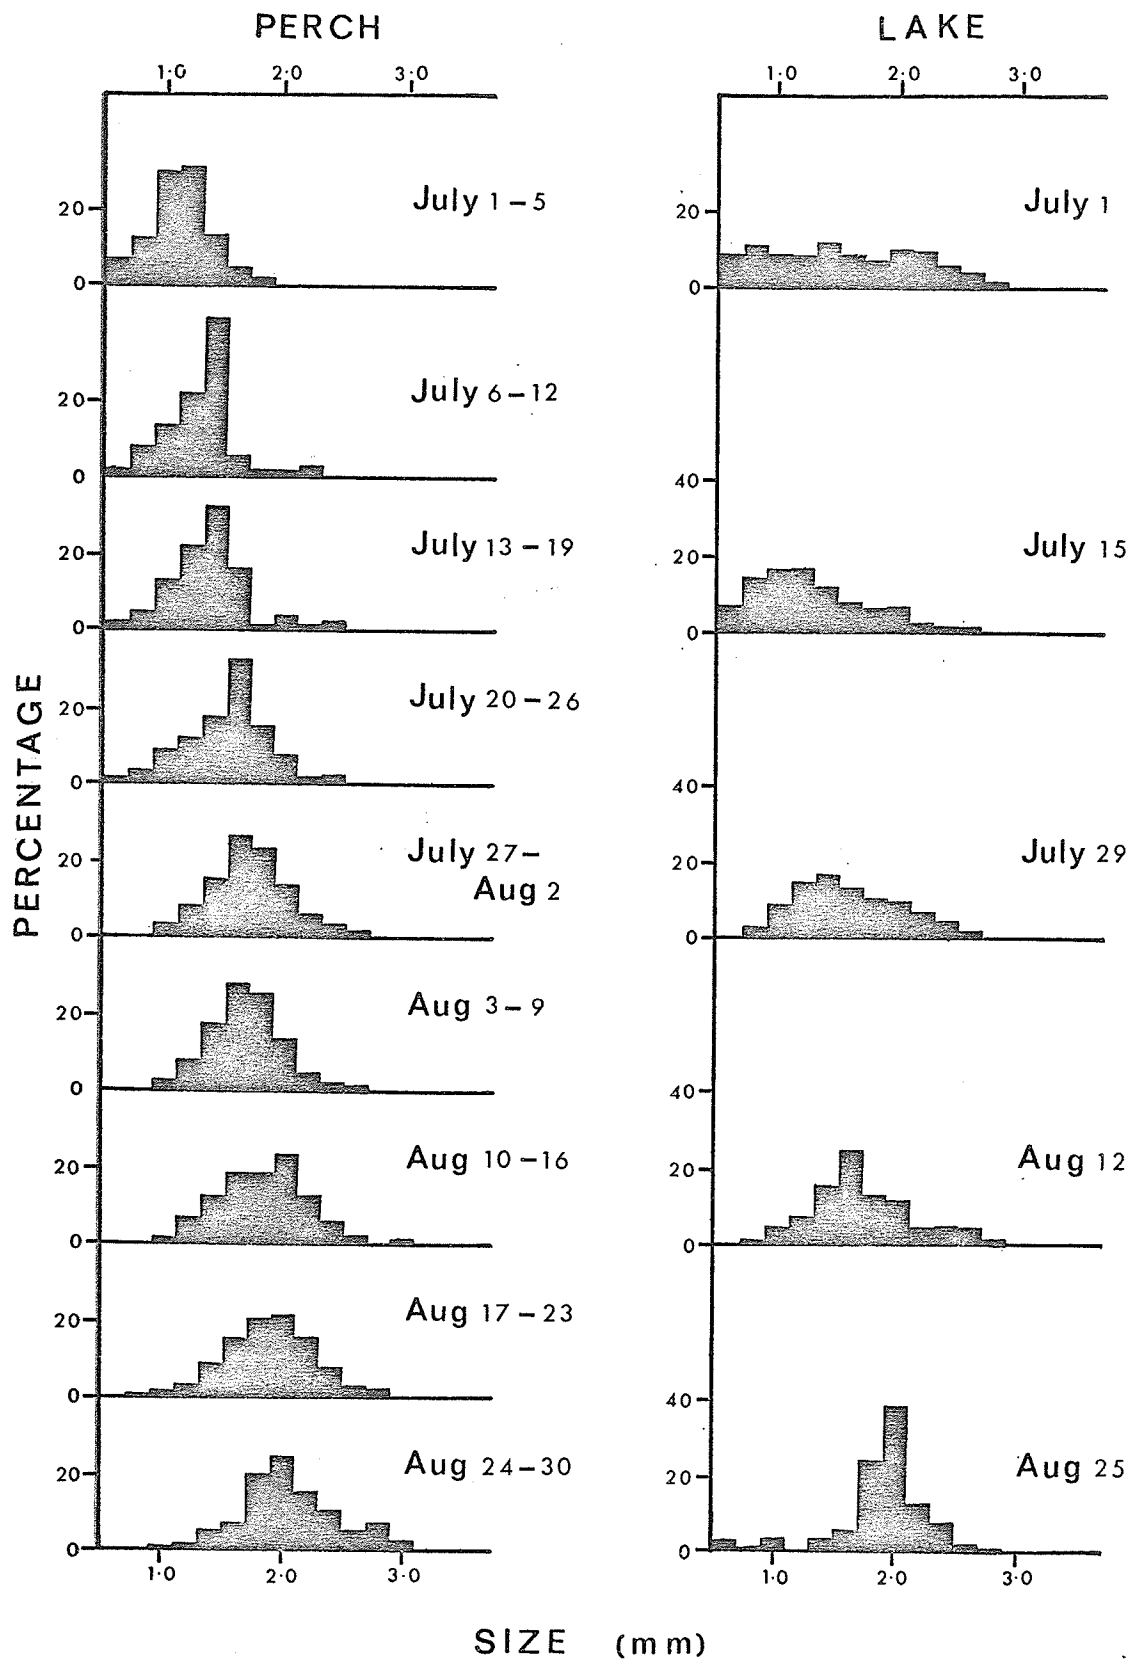 PERCH
1·0 2·0 3·0
20
0
July 1–5
20
0
July 6–12
20
0
July 13–19
20
0
July 20–26
20
0
July 27–
Aug 2
20
0
Aug 3–9
20
0
Aug 10–16
20
0
Aug 17–23
20
0
Aug 24–30
1·0 2·0 3·0
PERCENTAGE
LAKE
1·0 2·0 3·0
20
0
July 1
40
20
0
July 15
40
20
0
July 29
40
20
0
Aug 12
40
20
0
Aug 25
1·0 2·0 3·0
SIZE (mm)